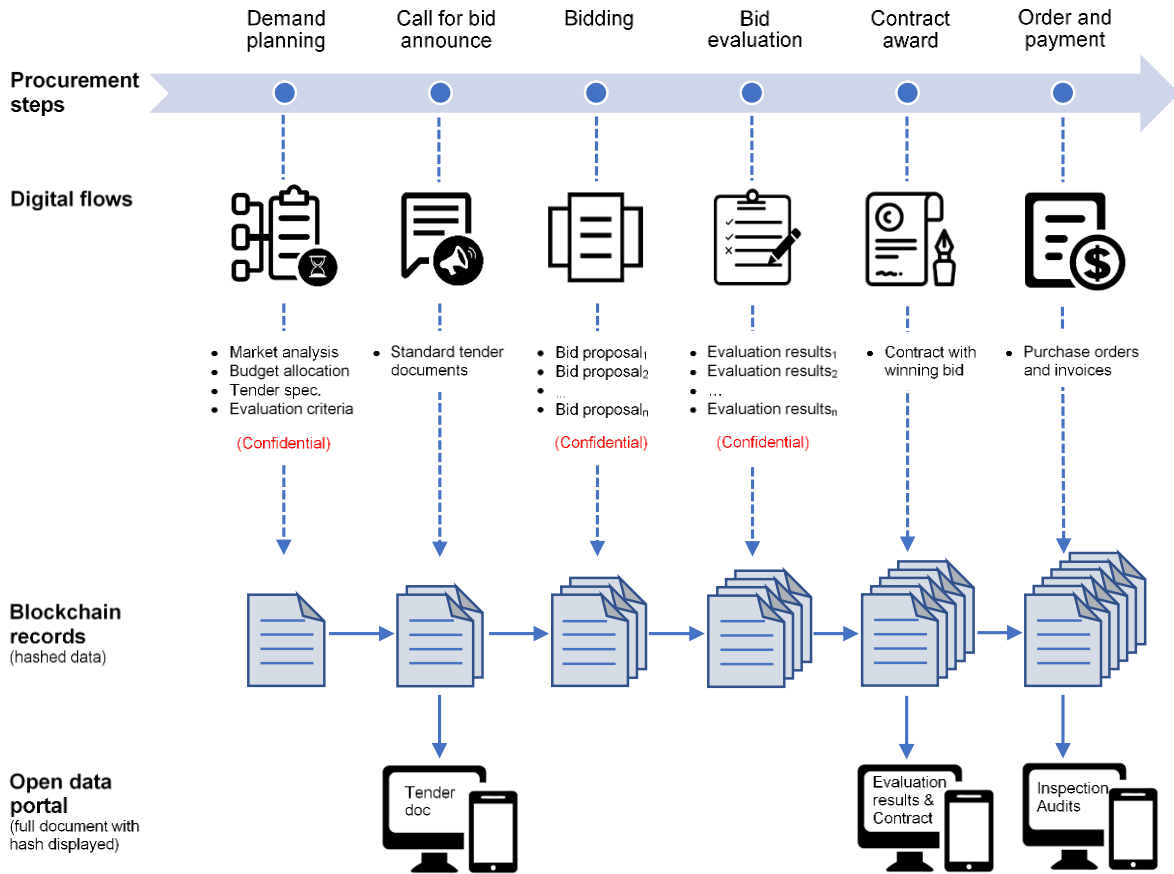 Demand
planning
Call for bid
announce
Bidding
Bid
evaluation
Contract
award
Order and
payment
Procurement
steps
Digital flows
• Market analysis
• Budget allocation
• Tender spec.
• Evaluation criteria
(Confidential)
• Standard tender
documents
• Bid proposal₁
• Bid proposal₂
• ...
• Bid proposalₙ
(Confidential)
• Evaluation results₁
• Evaluation results₂
• ...
• Evaluation resultsₙ
(Confidential)
• Contract with
winning bid
• Purchase orders
and invoices
C
$
Blockchain
records
(hashed data)
Open data
portal
(full document with
hash displayed)
Tender
doc
Evaluation
results &
Contract
Inspection
Audits